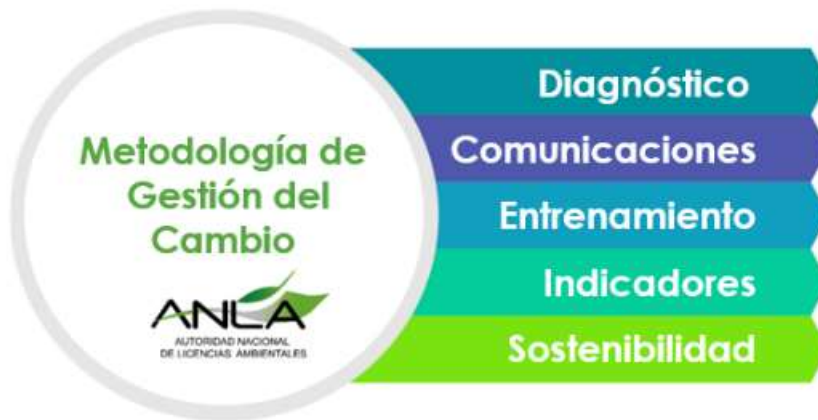 Metodología de
Gestión del
Cambio
ANLA
AUTORIDAD NACIONAL
DE LICENCIAS AMBIENTALES
Diagnóstico
Comunicaciones
Entrenamiento
Indicadores
Sostenibilidad